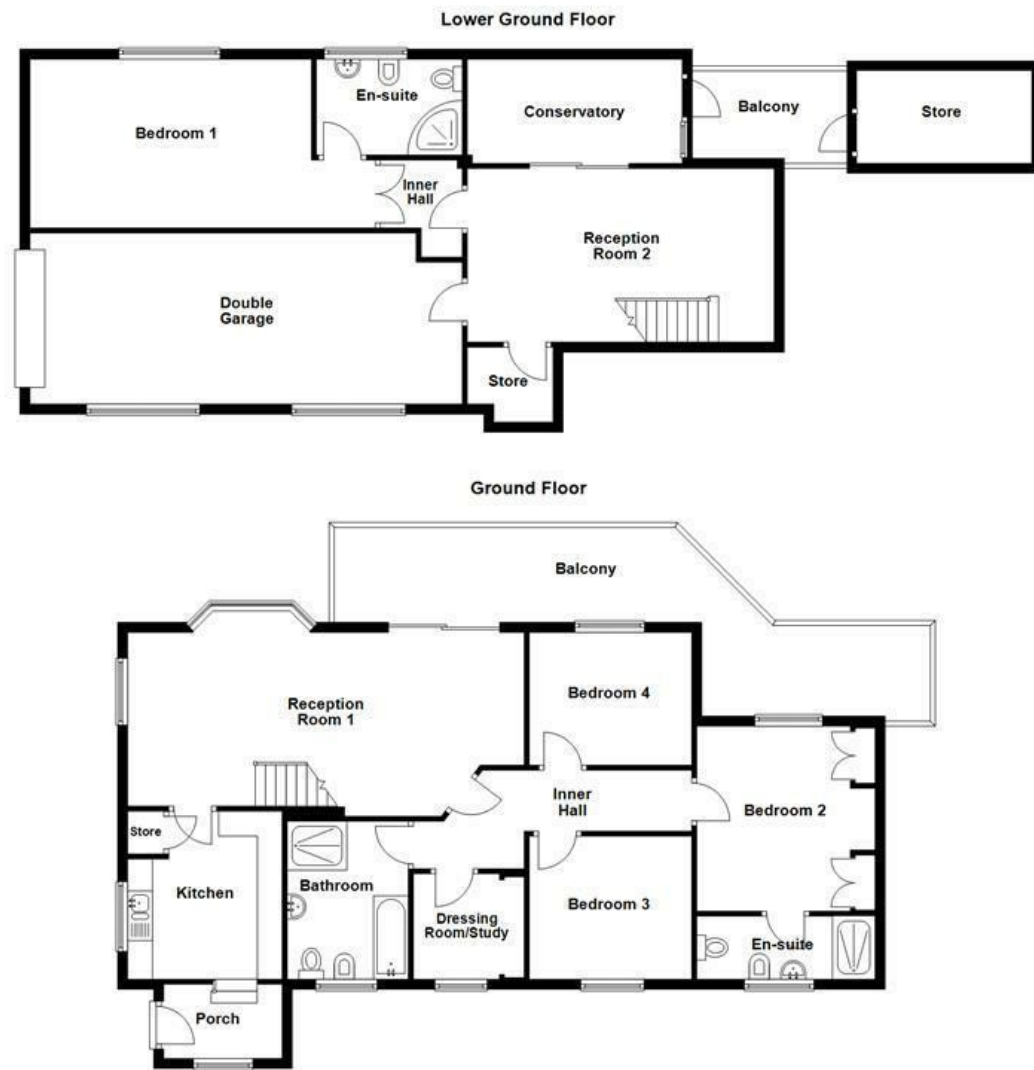 Lower Ground Floor
En-suite
Bedroom 1
Conservatory
Balcony
Store
Inner
Hall
Reception
Room 2
Double
Garage
Store
Ground Floor
Balcony
Reception
Room 1
Bedroom 4
Inner
Hall
Bedroom 2
Store
Kitchen
Bathroom
Dressing
Room/Study
Bedroom 3
En-suite
Porch